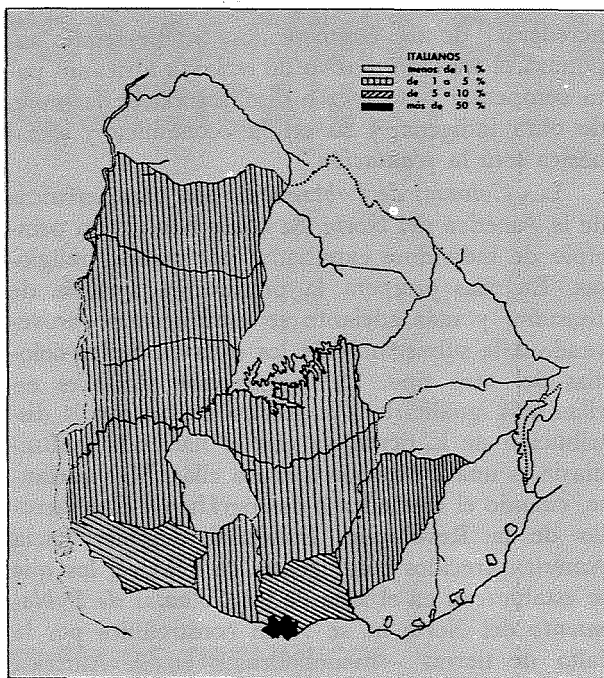 ITALIANOS
menos de 1 %
de 1 a 5 %
de 5 a 10 %
más de 50 %